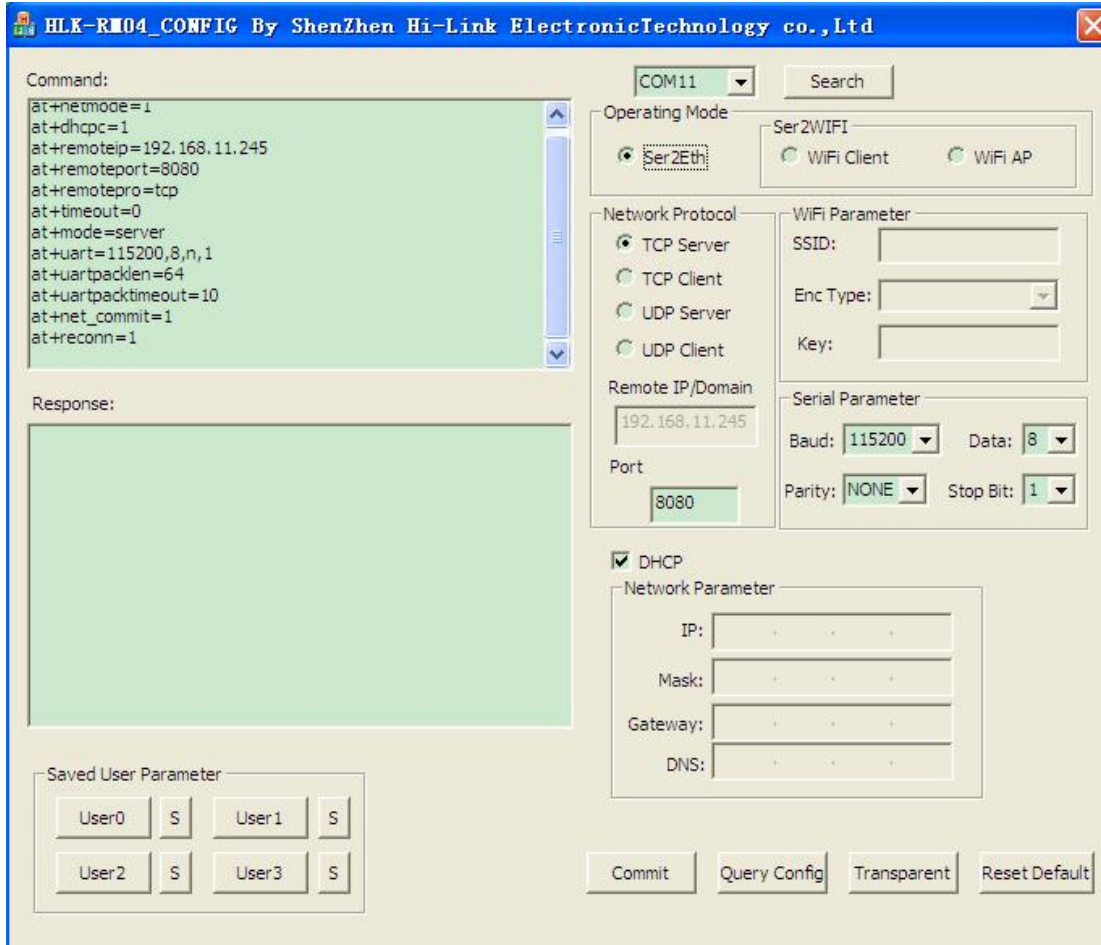 HLK-RM04_CONFIG By ShenZhen Hi-Link ElectronicTechnology co.,Ltd
Command:
at+netmode=1
at+dhcpc=1
at+remoteip=192.168.11.245
at+remoteport=8080
at+remotepro=tcp
at+timeout=0
at+mode=server
at+uart=115200,8,n,1
at+uartpacklen=64
at+uartpacktimeout=10
at+net_commit=1
at+reconn=1
Response:
Saved User Parameter
User0 S User1 S
User2 S User3 S
COM11 Search
Operating Mode
Ser2WIFI
Ser2Eth WiFi Client WiFi AP
Network Protocol
TCP Server
TCP Client
UDP Server
UDP Client
Remote IP/Domain
192.168.11.245
Port
8080
WiFi Parameter
SSID:
Enc Type:
Key:
Serial Parameter
Baud: 115200 Data: 8
Parity: NONE Stop Bit: 1
DHCP
Network Parameter
IP:
Mask:
Gateway:
DNS:
Commit Query Config Transparent Reset Default